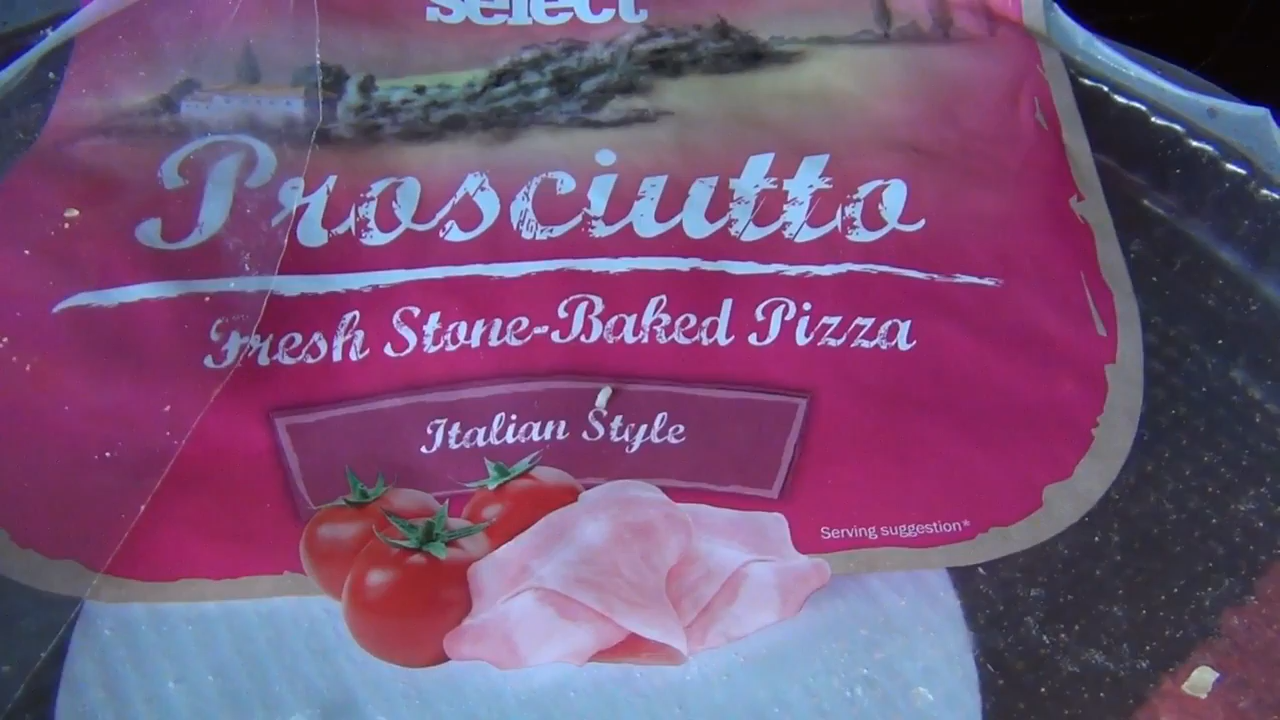 select
Prosciutto
Fresh Stone-Baked Pizza
Italian Style
Serving suggestion*